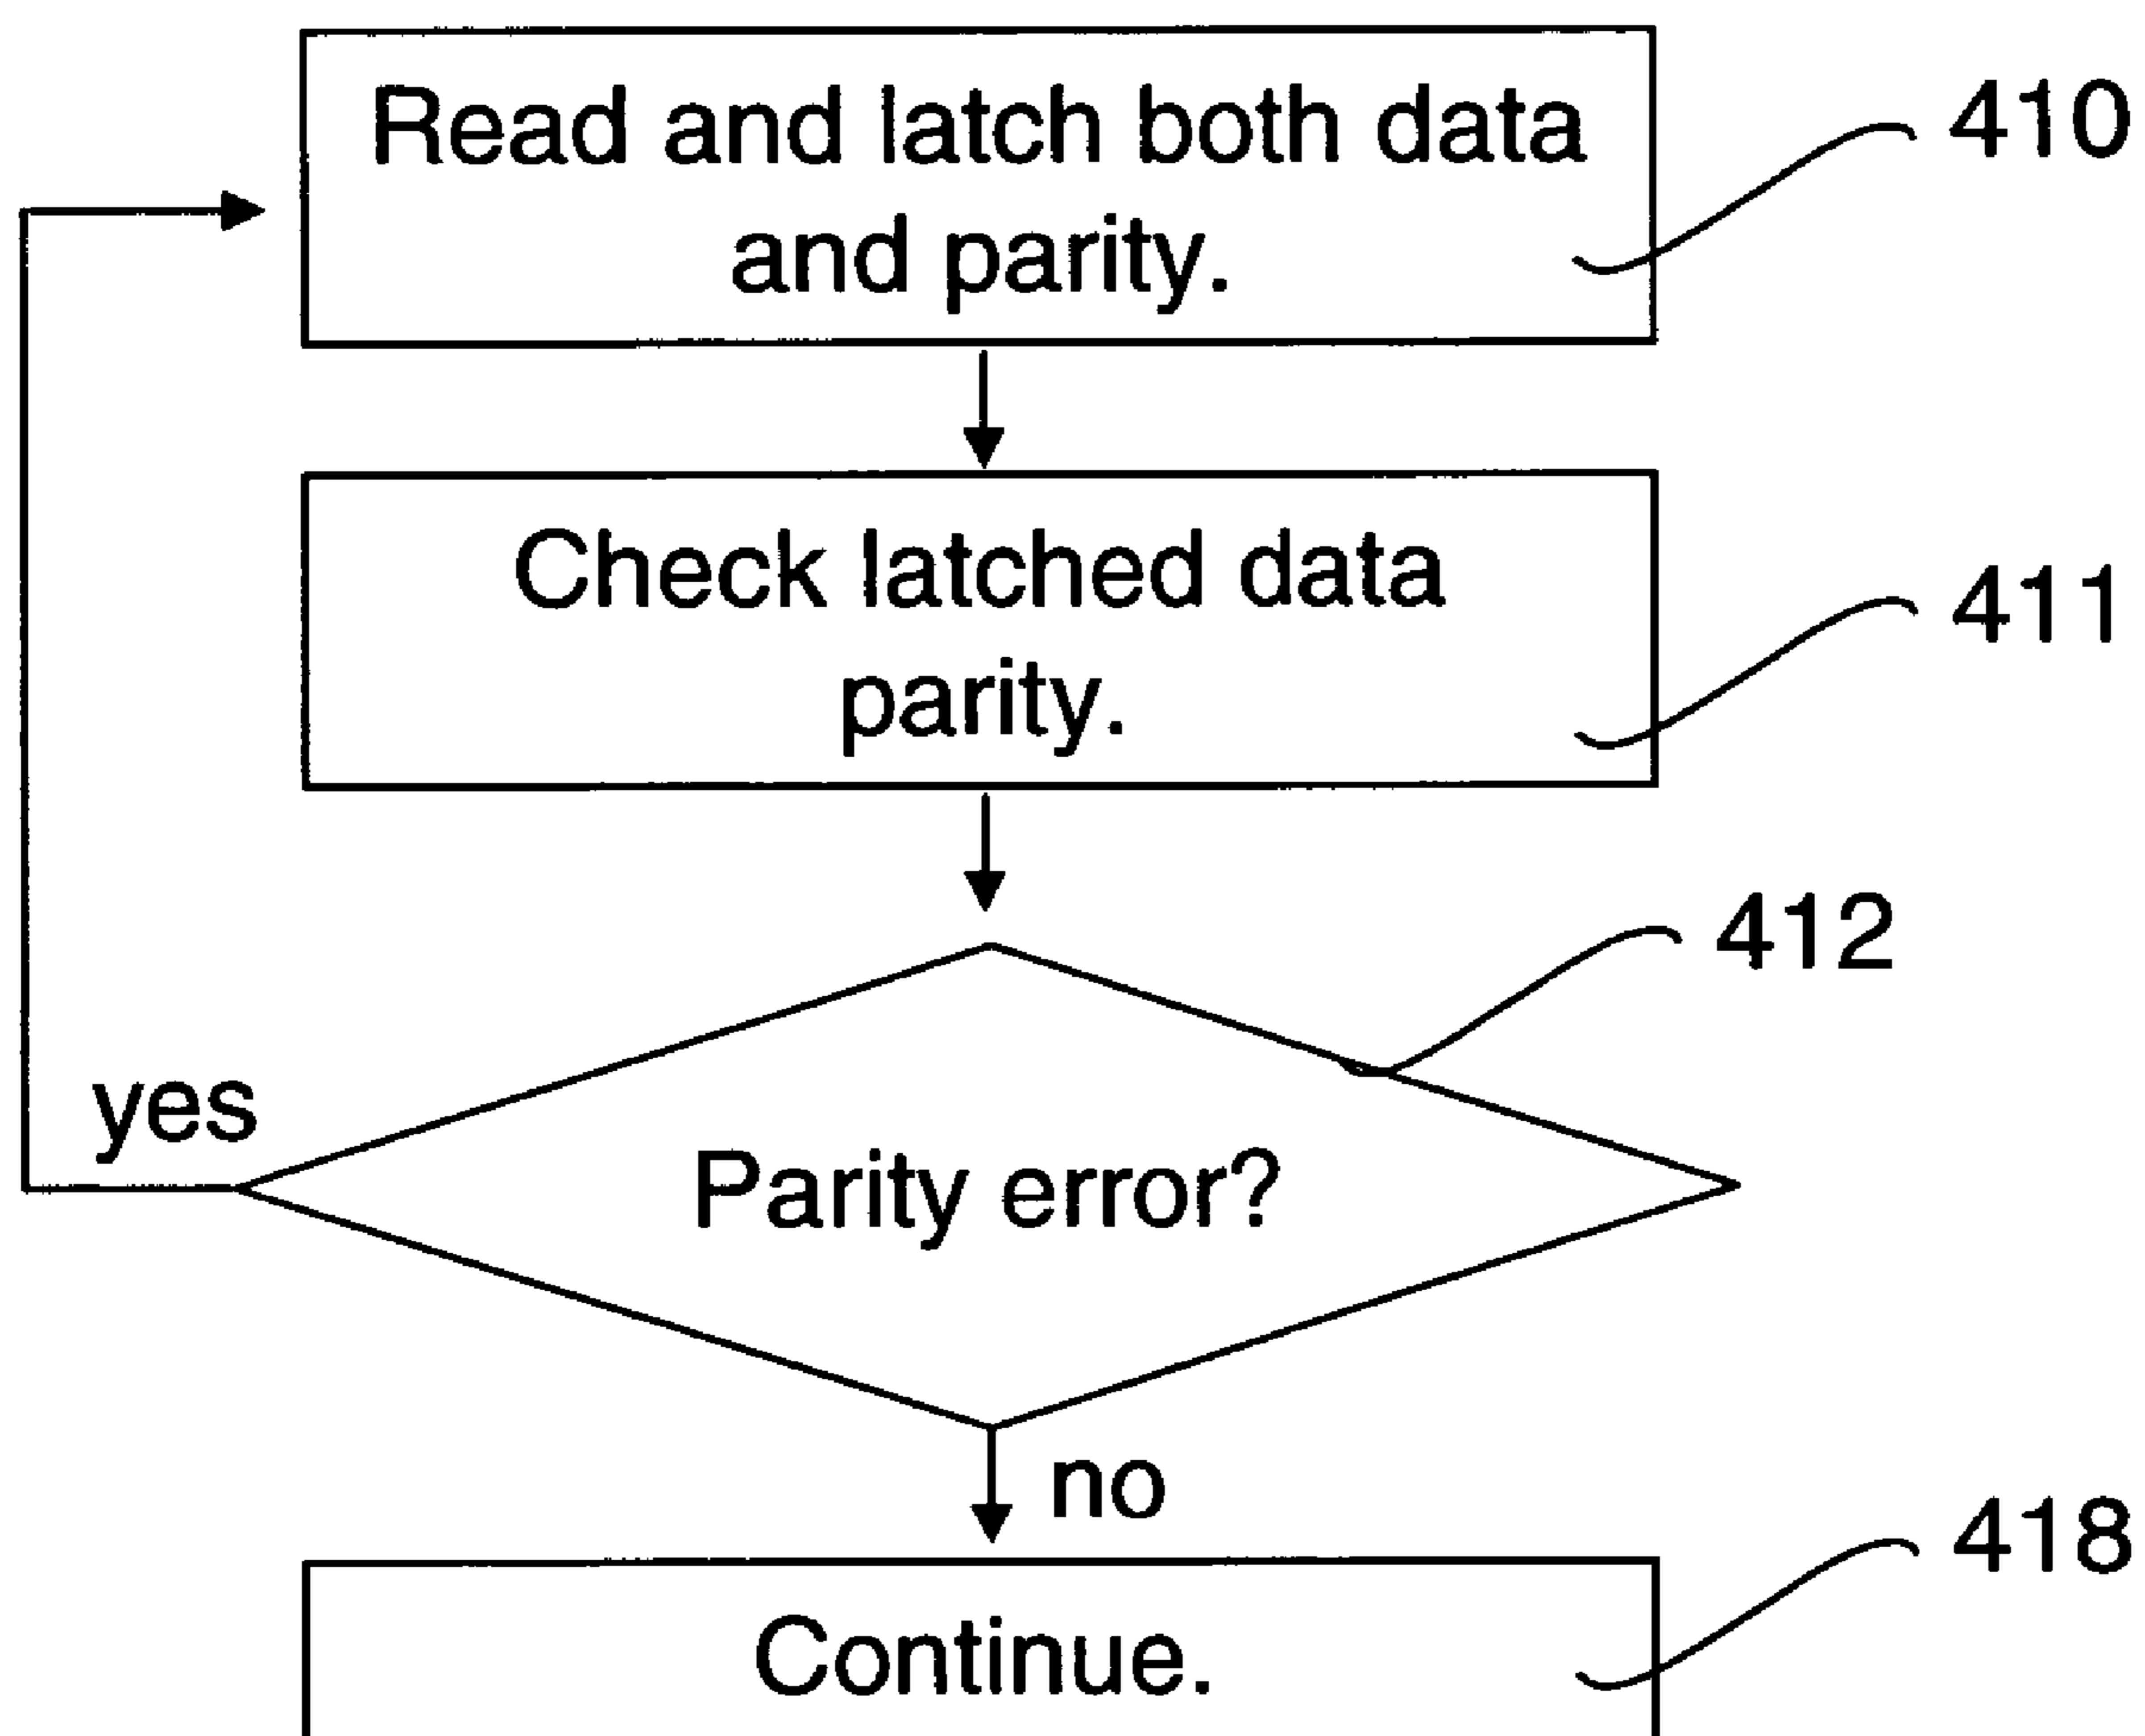 Read and latch both data
and parity.
410
Check latched data
parity.
411
412
yes
Parity error?
no
418
Continue.